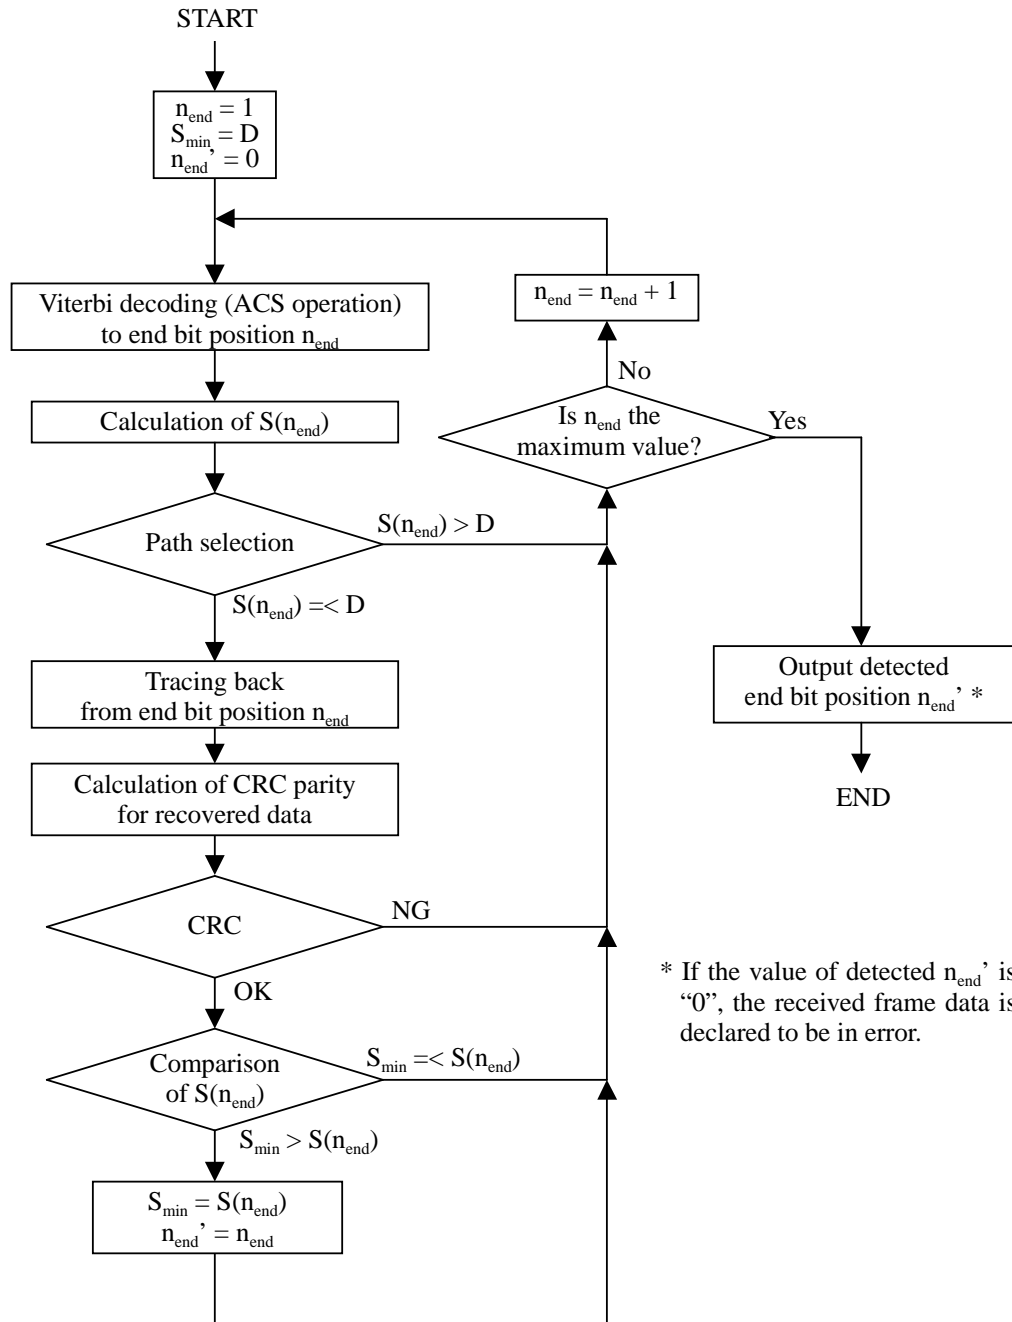 START
n_end = 1
S_min = D
n_end' = 0
Viterbi decoding (ACS operation)
to end bit position n_end
n_end = n_end + 1
No
Calculation of S(n_end)
Is n_end the
maximum value?
Yes
Path selection
S(n_end) > D
S(n_end) =< D
Tracing back
from end bit position n_end
Output detected
end bit position n_end' *
Calculation of CRC parity
for recovered data
END
CRC
NG
OK
* If the value of detected n_end' is
“0”, the received frame data is
declared to be in error.
Comparison
of S(n_end)
S_min =< S(n_end)
S_min > S(n_end)
S_min = S(n_end)
n_end' = n_end